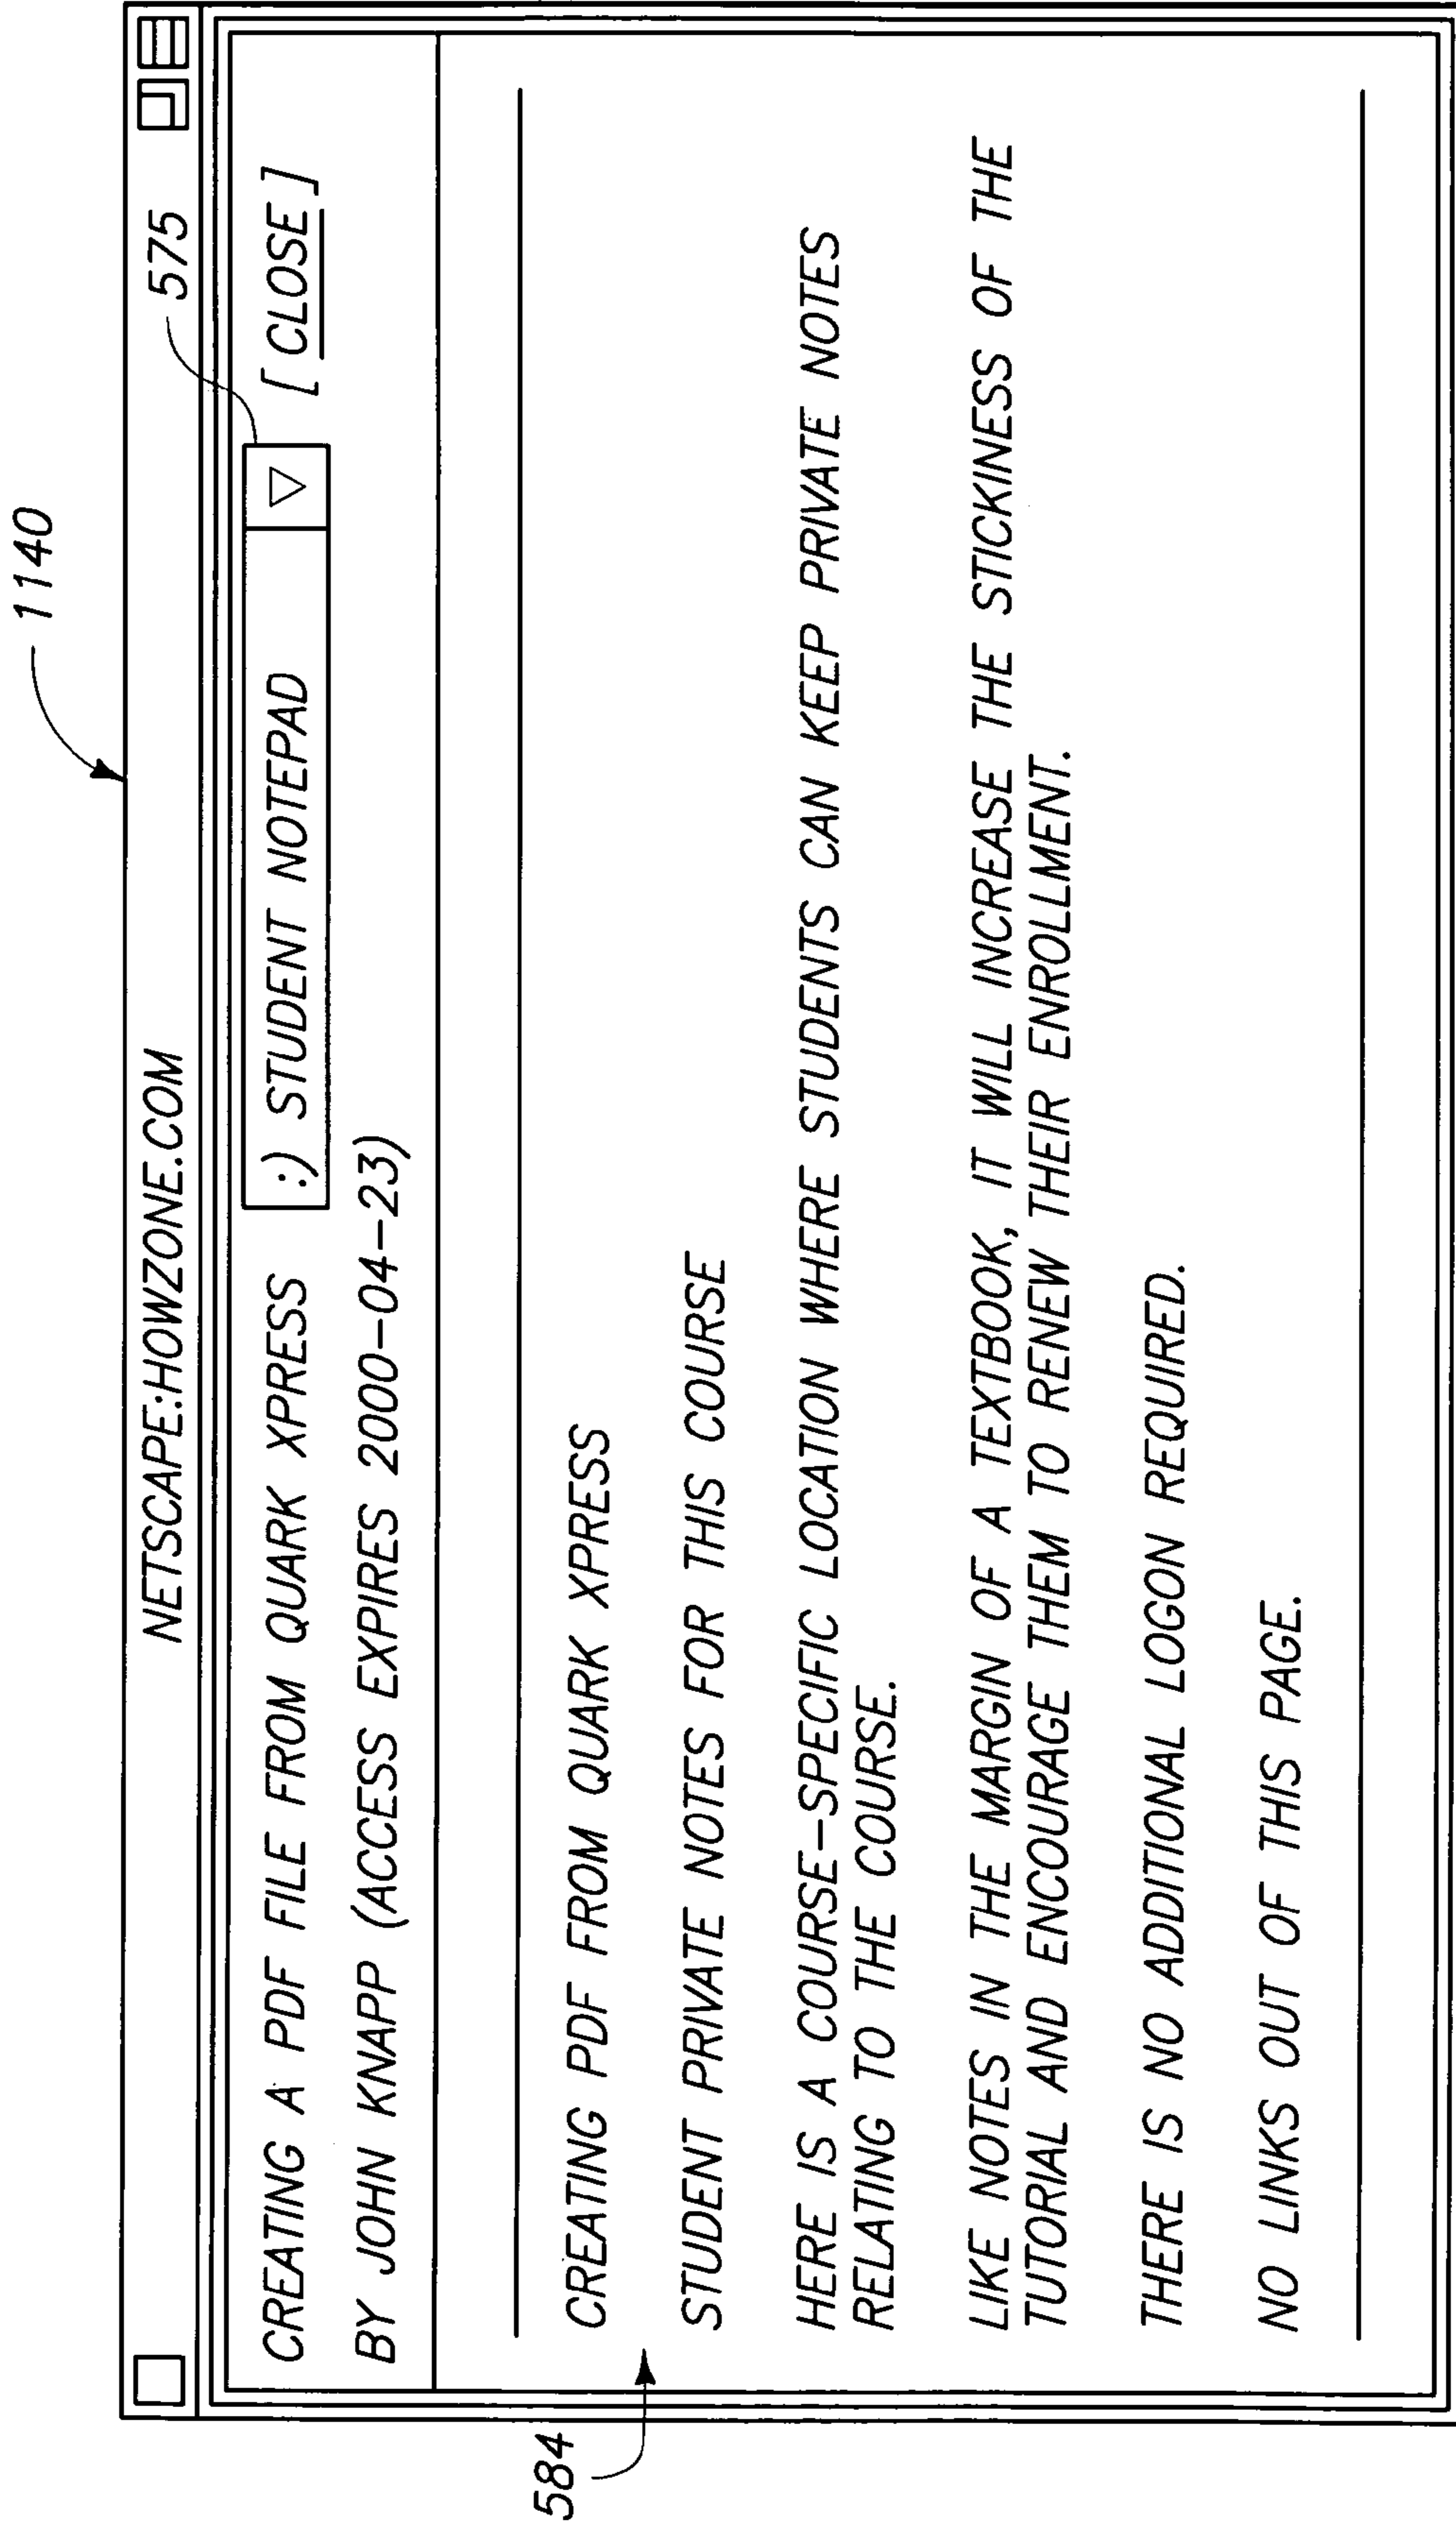 1140
NETSCAPE:HOWZONE.COM
575
CREATING A PDF FILE FROM QUARK XPRESS :) STUDENT NOTEPAD ▽ [ CLOSE ]
BY JOHN KNAPP (ACCESS EXPIRES 2000-04-23)
584
CREATING PDF FROM QUARK XPRESS
STUDENT PRIVATE NOTES FOR THIS COURSE
HERE IS A COURSE-SPECIFIC LOCATION WHERE STUDENTS CAN KEEP PRIVATE NOTES
RELATING TO THE COURSE.
LIKE NOTES IN THE MARGIN OF A TEXTBOOK, IT WILL INCREASE THE STICKINESS OF THE
TUTORIAL AND ENCOURAGE THEM TO RENEW THEIR ENROLLMENT.
THERE IS NO ADDITIONAL LOGON REQUIRED.
NO LINKS OUT OF THIS PAGE.